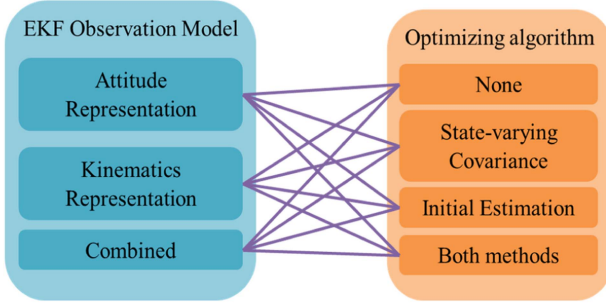 EKF Observation Model
Attitude
Representation
Kinematics
Representation
Combined
Optimizing algorithm
None
State-varying
Covariance
Initial Estimation
Both methods